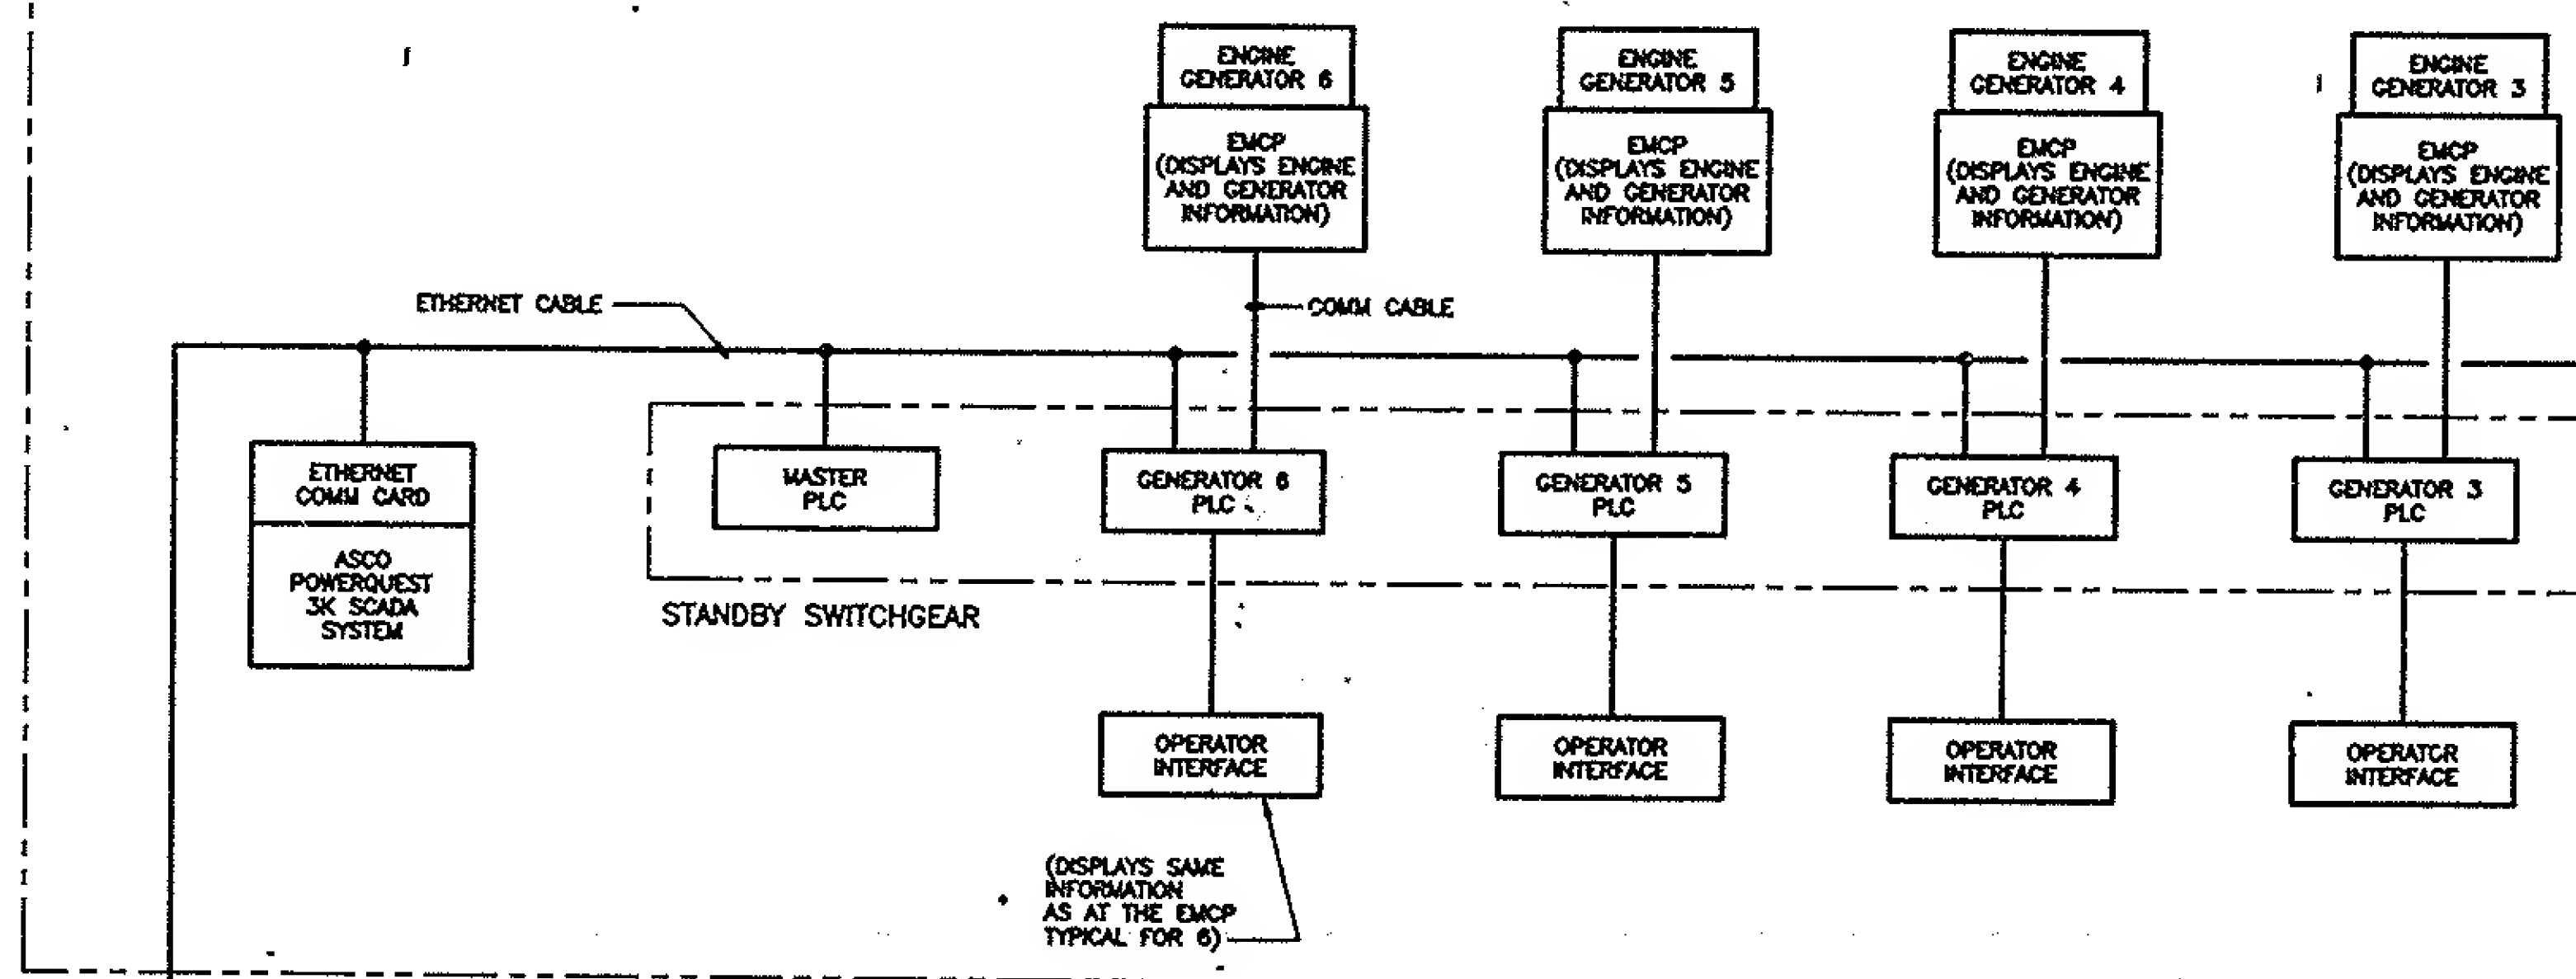 ENGINE
GENERATOR 6
ENGINE
GENERATOR 5
ENGINE
GENERATOR 4
ENGINE
GENERATOR 3
EMCP
(DISPLAYS ENGINE
AND GENERATOR
INFORMATION)
EMCP
(DISPLAYS ENGINE
AND GENERATOR
INFORMATION)
EMCP
(DISPLAYS ENGINE
AND GENERATOR
INFORMATION)
EMCP
(DISPLAYS ENGINE
AND GENERATOR
INFORMATION)
ETHERNET CABLE
COMM CABLE
ETHERNET
COMM CARD
ASCO
POWERQUEST
3K SCADA
SYSTEM
MASTER
PLC
GENERATOR 6
PLC
GENERATOR 5
PLC
GENERATOR 4
PLC
GENERATOR 3
PLC
STANDBY SWITCHGEAR
OPERATOR
INTERFACE
OPERATOR
INTERFACE
OPERATOR
INTERFACE
OPERATOR
INTERFACE
(DISPLAYS SAME
INFORMATION
AS AT THE EMCP
TYPICAL FOR 6)